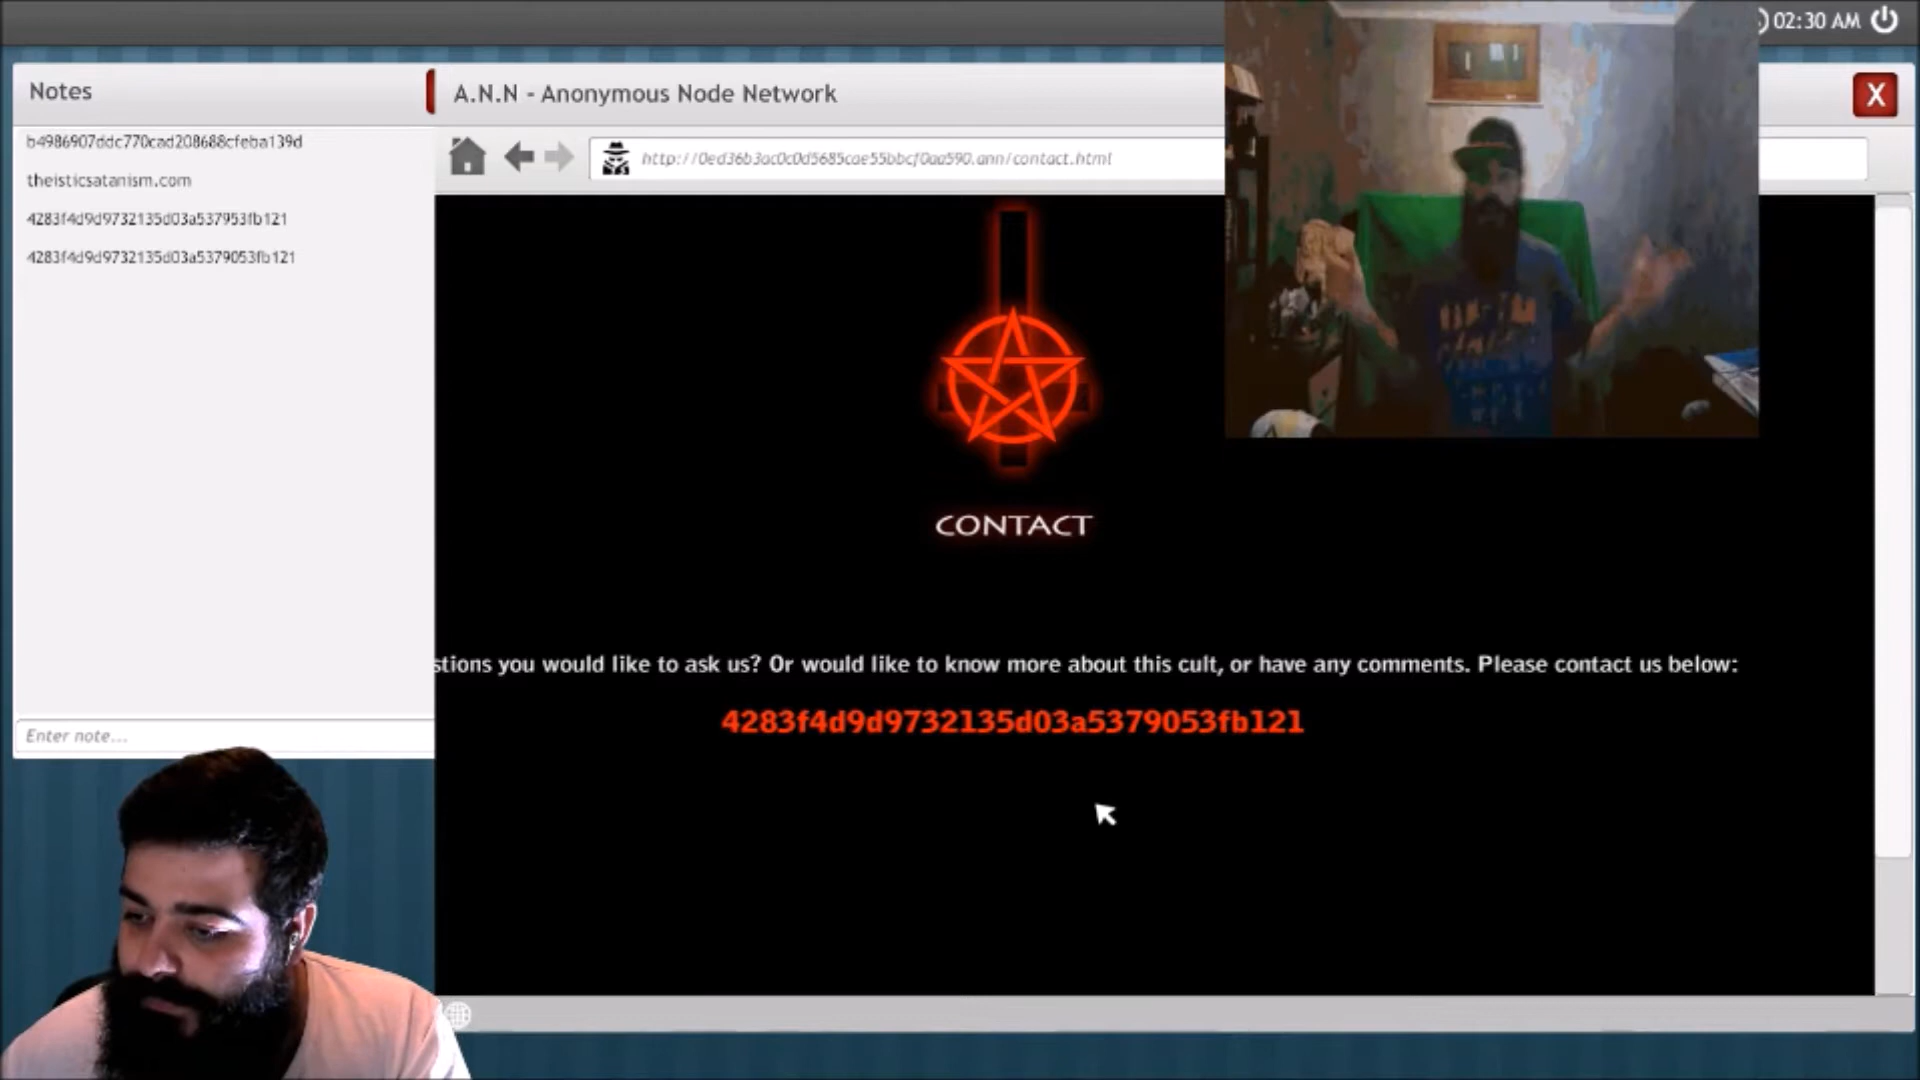 02:30 AM
Notes
A.N.N - Anonymous Node Network
X
b4986907ddc770cad208688cfeba139d
http://0ed36b3ac0c0d5685cae55bbcf0aa590.ann/contact.html
theisticsatanism.com
4283f4d9d9732135d03a537953fb121
4283f4d9d9732135d03a5379053fb121
CONTACT
stions you would like to ask us? Or would like to know more about this cult, or have any comments. Please contact us below:
4283f4d9d9732135d03a5379053fb121
Enter note...